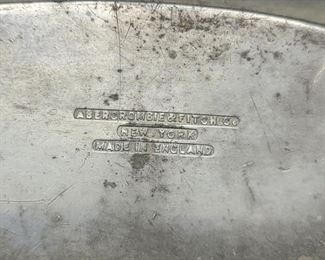 ABERCROMBIE & FITCH Co
NEW YORK
MADE IN ENGLAND